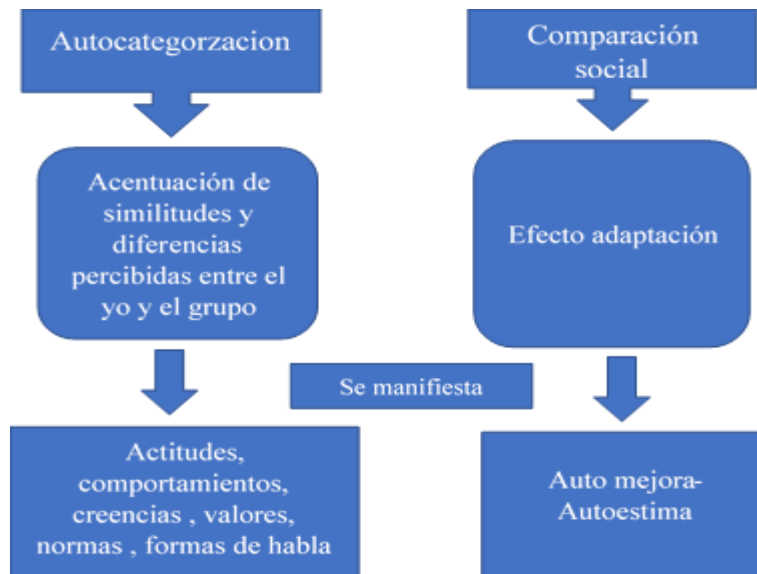 Autocategorzacion
Comparación
social
Acentuación de
similitudes y
diferencias
percibidas entre el
yo y el grupo
Efecto adaptación
Se manifiesta
Actitudes,
comportamientos,
creencias , valores,
normas , formas de habla
Auto mejora-
Autoestima